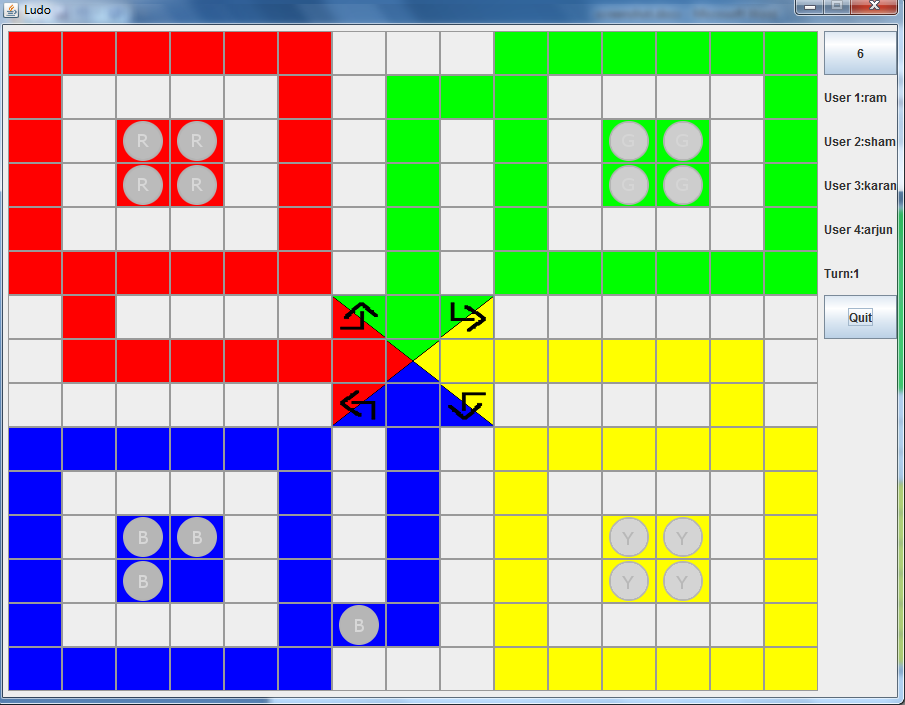 Ludo
6
User 1:ram
User 2:sham
R R G G
User 3:karan
R R G G
User 4:arjun
Turn:1
Quit
B B Y Y
B Y Y
B